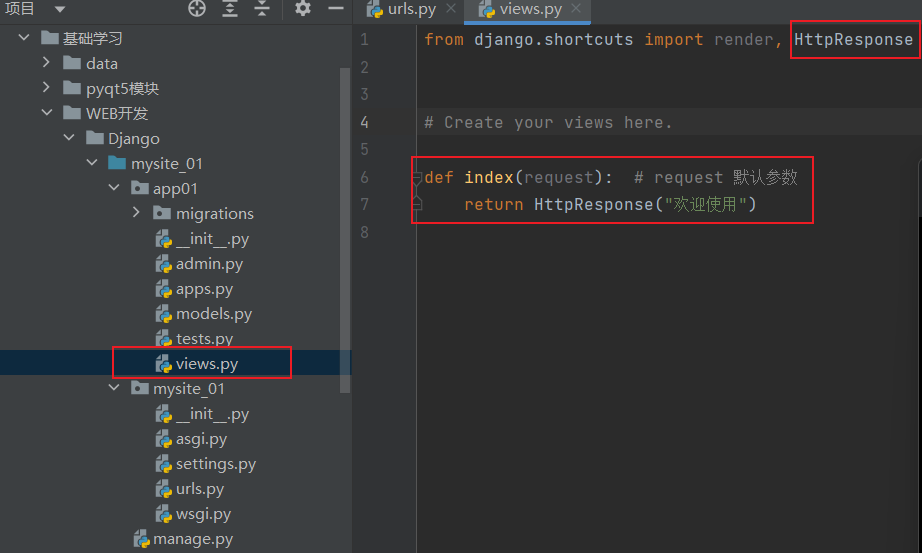 项目
基础学习
data
pyqt5模块
WEB开发
Django
mysite_01
app01
migrations
__init__.py
admin.py
apps.py
models.py
tests.py
views.py
mysite_01
__init__.py
asgi.py
settings.py
urls.py
wsgi.py
manage.py
urls.py
views.py
1 from django.shortcuts import render, HttpResponse
2
3
4 # Create your views here.
5
6 def index(request):  # request 默认参数
7     return HttpResponse("欢迎使用")
8